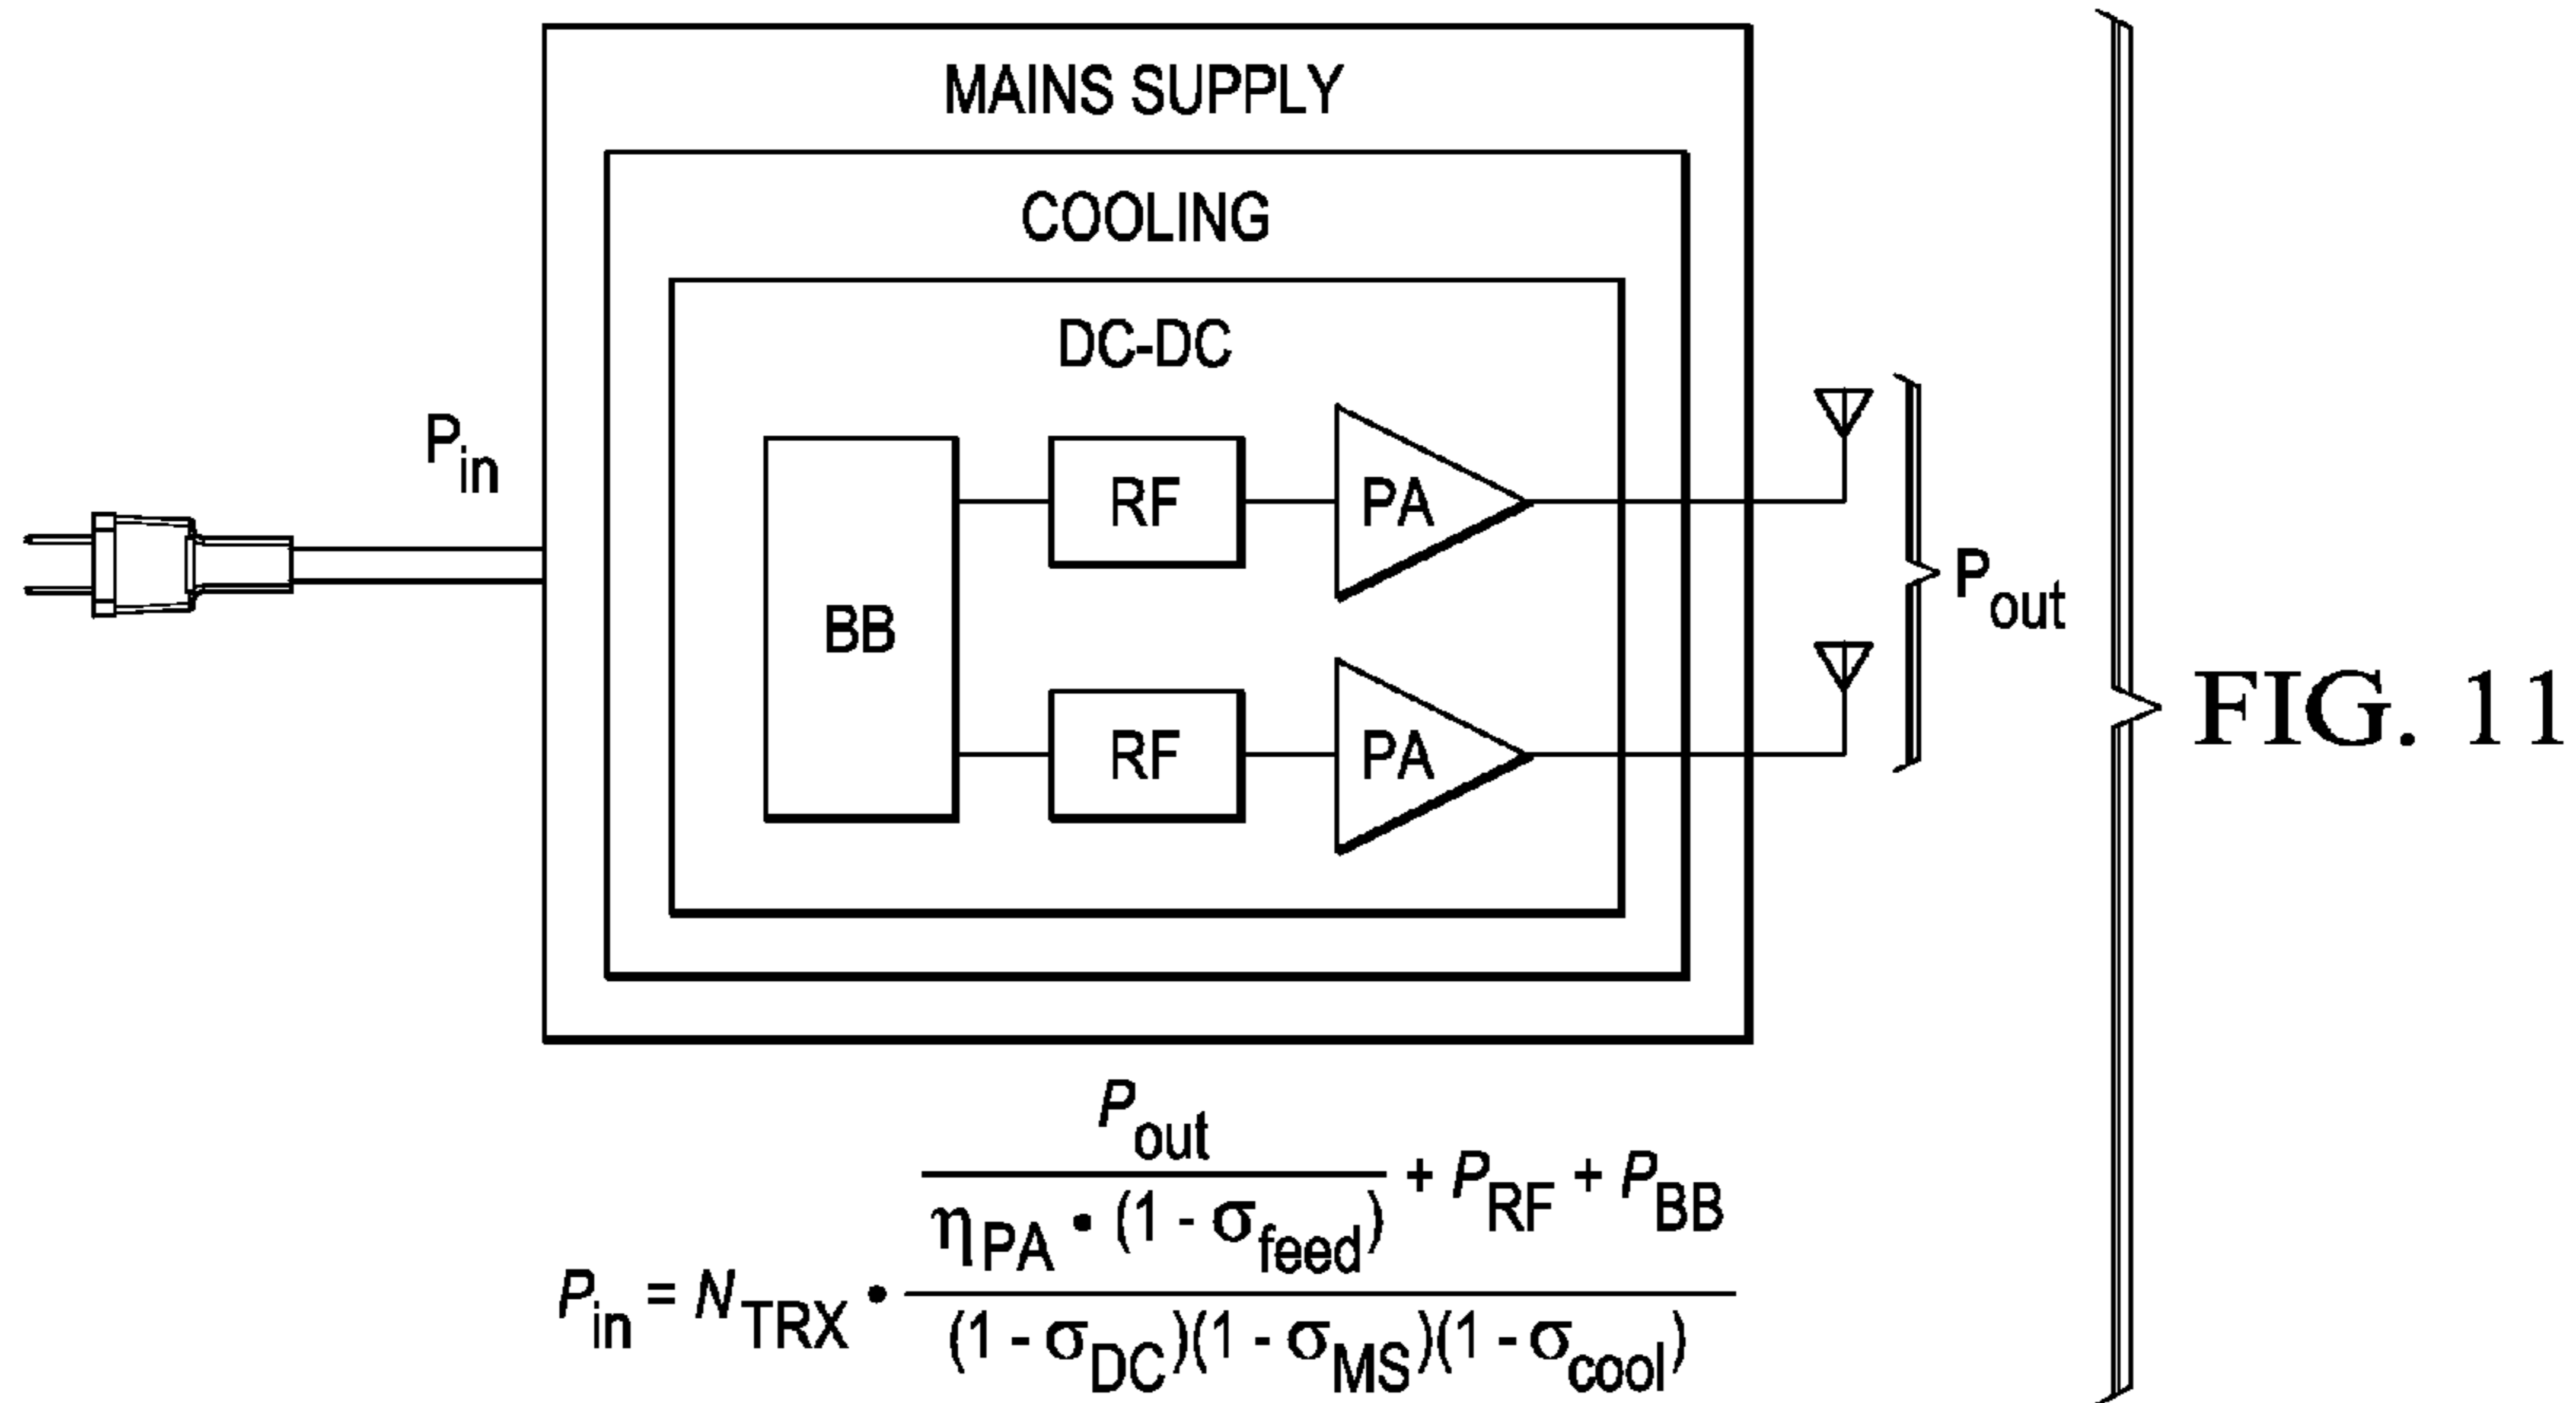 MAINS SUPPLY
COOLING
DC-DC
P_in
BB
RF
PA
RF
PA
P_out
FIG. 11
P_in = N_TRX • (P_out / (η_PA • (1 - σ_feed)) + P_RF + P_BB) / ((1 - σ_DC)(1 - σ_MS)(1 - σ_cool))